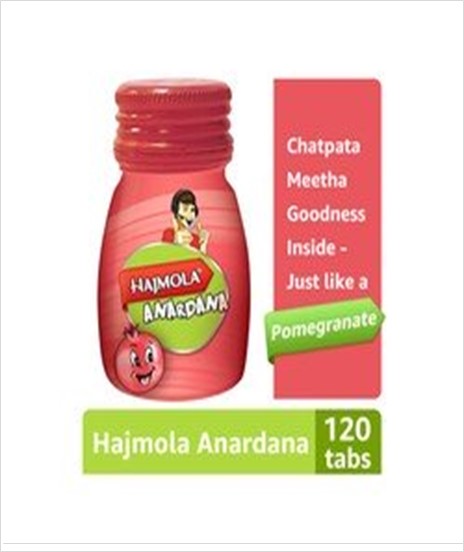 HAJMOLA
ANARDANA
Chatpata
Meetha
Goodness
Inside -
Just like a
Pomegranate
Hajmola Anardana
120
tabs